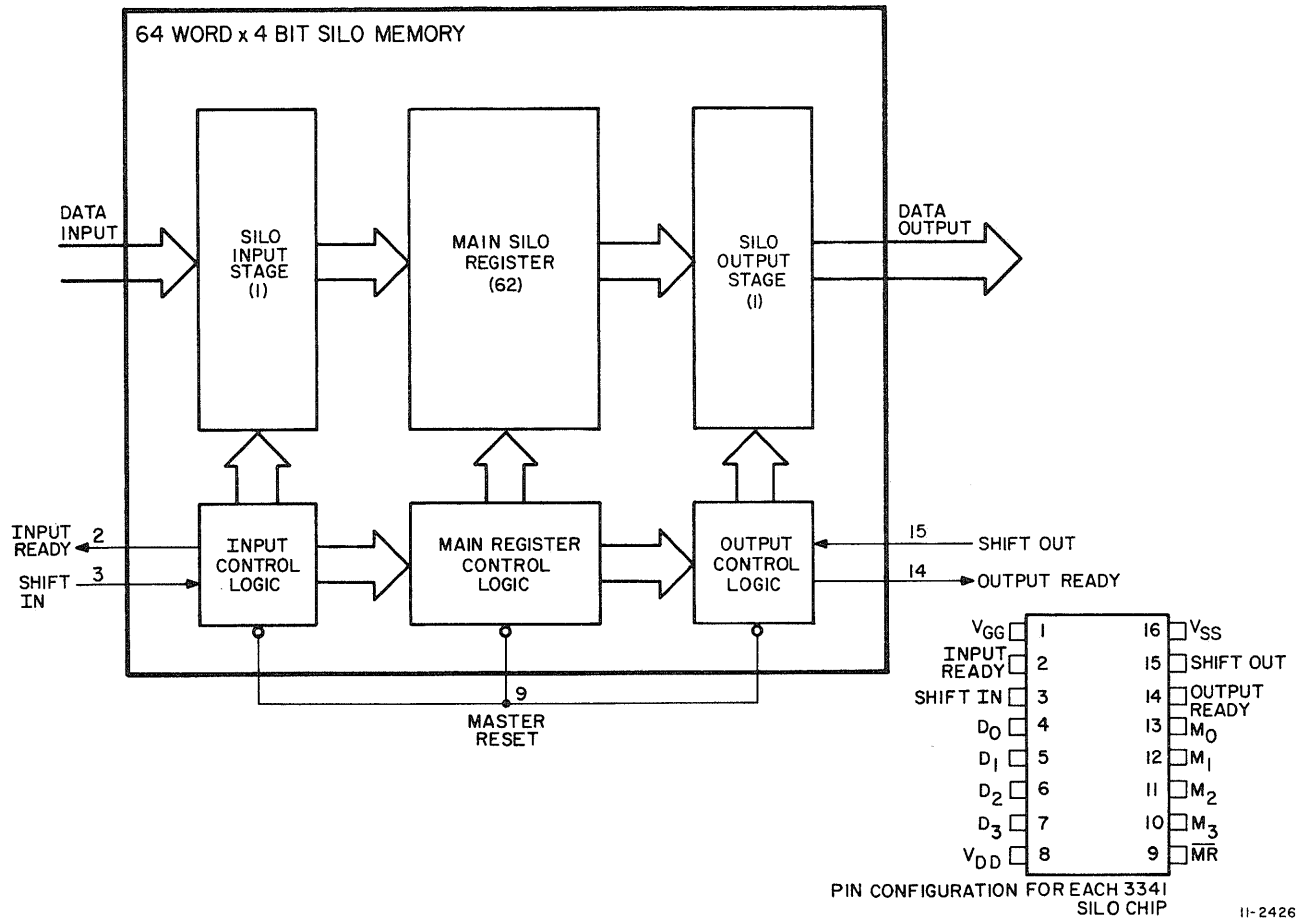 64 WORD x 4 BIT SILO MEMORY
DATA
INPUT
SILO
INPUT
STAGE
(1)
MAIN SILO
REGISTER
(62)
SILO
OUTPUT
STAGE
(1)
DATA
OUTPUT
INPUT
READY
2
SHIFT
IN
3
INPUT
CONTROL
LOGIC
MAIN REGISTER
CONTROL
LOGIC
OUTPUT
CONTROL
LOGIC
15
SHIFT OUT
14
OUTPUT READY
9
MASTER
RESET
VGG 1
INPUT
READY 2
SHIFT IN 3
D0 4
D1 5
D2 6
D3 7
VDD 8
16 VSS
15 SHIFT OUT
14 OUTPUT
READY
13 M0
12 M1
11 M2
10 M3
9 M̅R̅
PIN CONFIGURATION FOR EACH 3341
SILO CHIP
11-2426